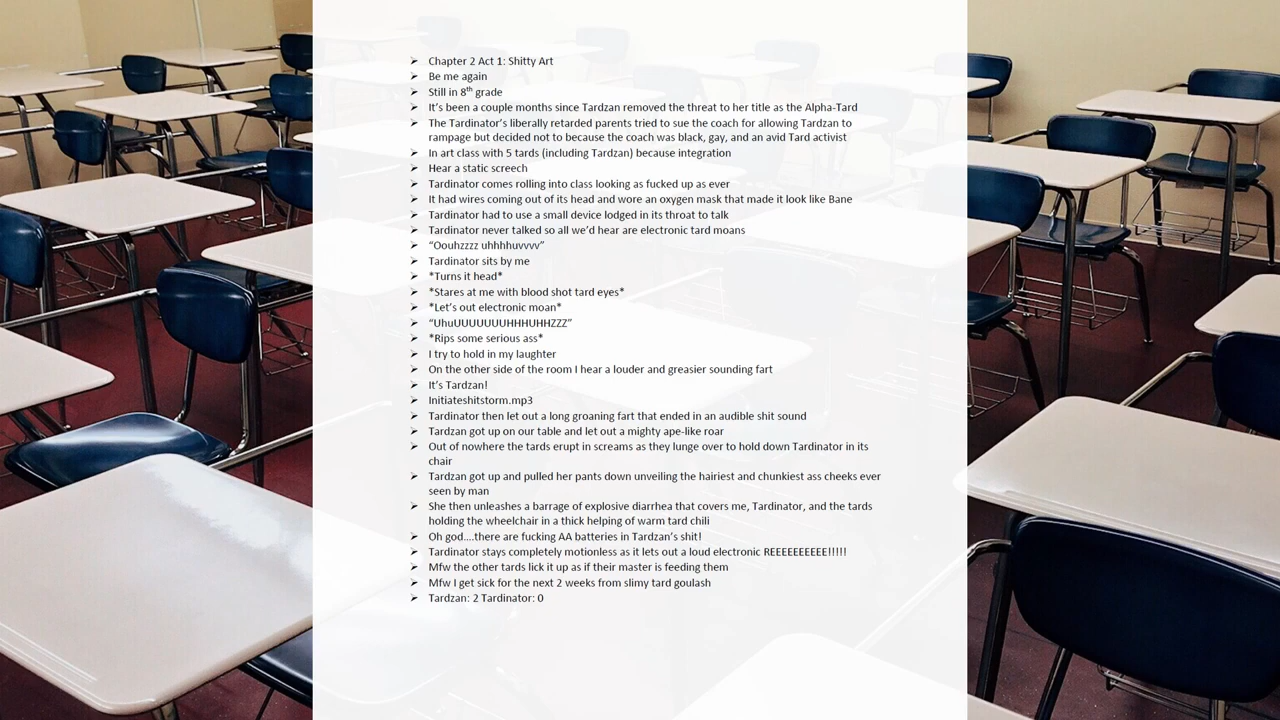 ➢ Chapter 2 Act 1: Shitty Art
➢ Be me again
➢ Still in 8th grade
➢ It's been a couple months since Tardzan removed the threat to her title as the Alpha-Tard
➢ The Tardinator's liberally retarded parents tried to sue the coach for allowing Tardzan to
rampage but decided not to because the coach was black, gay, and an avid Tard activist
➢ In art class with 5 tards (including Tardzan) because integration
➢ Hear a static screech
➢ Tardinator comes rolling into class looking as fucked up as ever
➢ It had wires coming out of its head and wore an oxygen mask that made it look like Bane
➢ Tardinator had to use a small device lodged in its throat to talk
➢ Tardinator never talked so all we'd hear are electronic tard moans
➢ “Oouhzzzz uhhhhuvvvv”
➢ Tardinator sits by me
➢ *Turns it head*
➢ *Stares at me with blood shot tard eyes*
➢ *Let's out electronic moan*
➢ “UhuUUUUUUUHHHUHHZZZ”
➢ *Rips some serious ass*
➢ I try to hold in my laughter
➢ On the other side of the room I hear a louder and greasier sounding fart
➢ It's Tardzan!
➢ Initiateshitstorm.mp3
➢ Tardinator then let out a long groaning fart that ended in an audible shit sound
➢ Tardzan got up on our table and let out a mighty ape-like roar
➢ Out of nowhere the tards erupt in screams as they lunge over to hold down Tardinator in its
chair
➢ Tardzan got up and pulled her pants down unveiling the hairiest and chunkiest ass cheeks ever
seen by man
➢ She then unleashes a barrage of explosive diarrhea that covers me, Tardinator, and the tards
holding the wheelchair in a thick helping of warm tard chili
➢ Oh god....there are fucking AA batteries in Tardzan's shit!
➢ Tardinator stays completely motionless as it lets out a loud electronic REEEEEEEEEE!!!!!
➢ Mfw the other tards lick it up as if their master is feeding them
➢ Mfw I get sick for the next 2 weeks from slimy tard goulash
➢ Tardzan: 2 Tardinator: 0